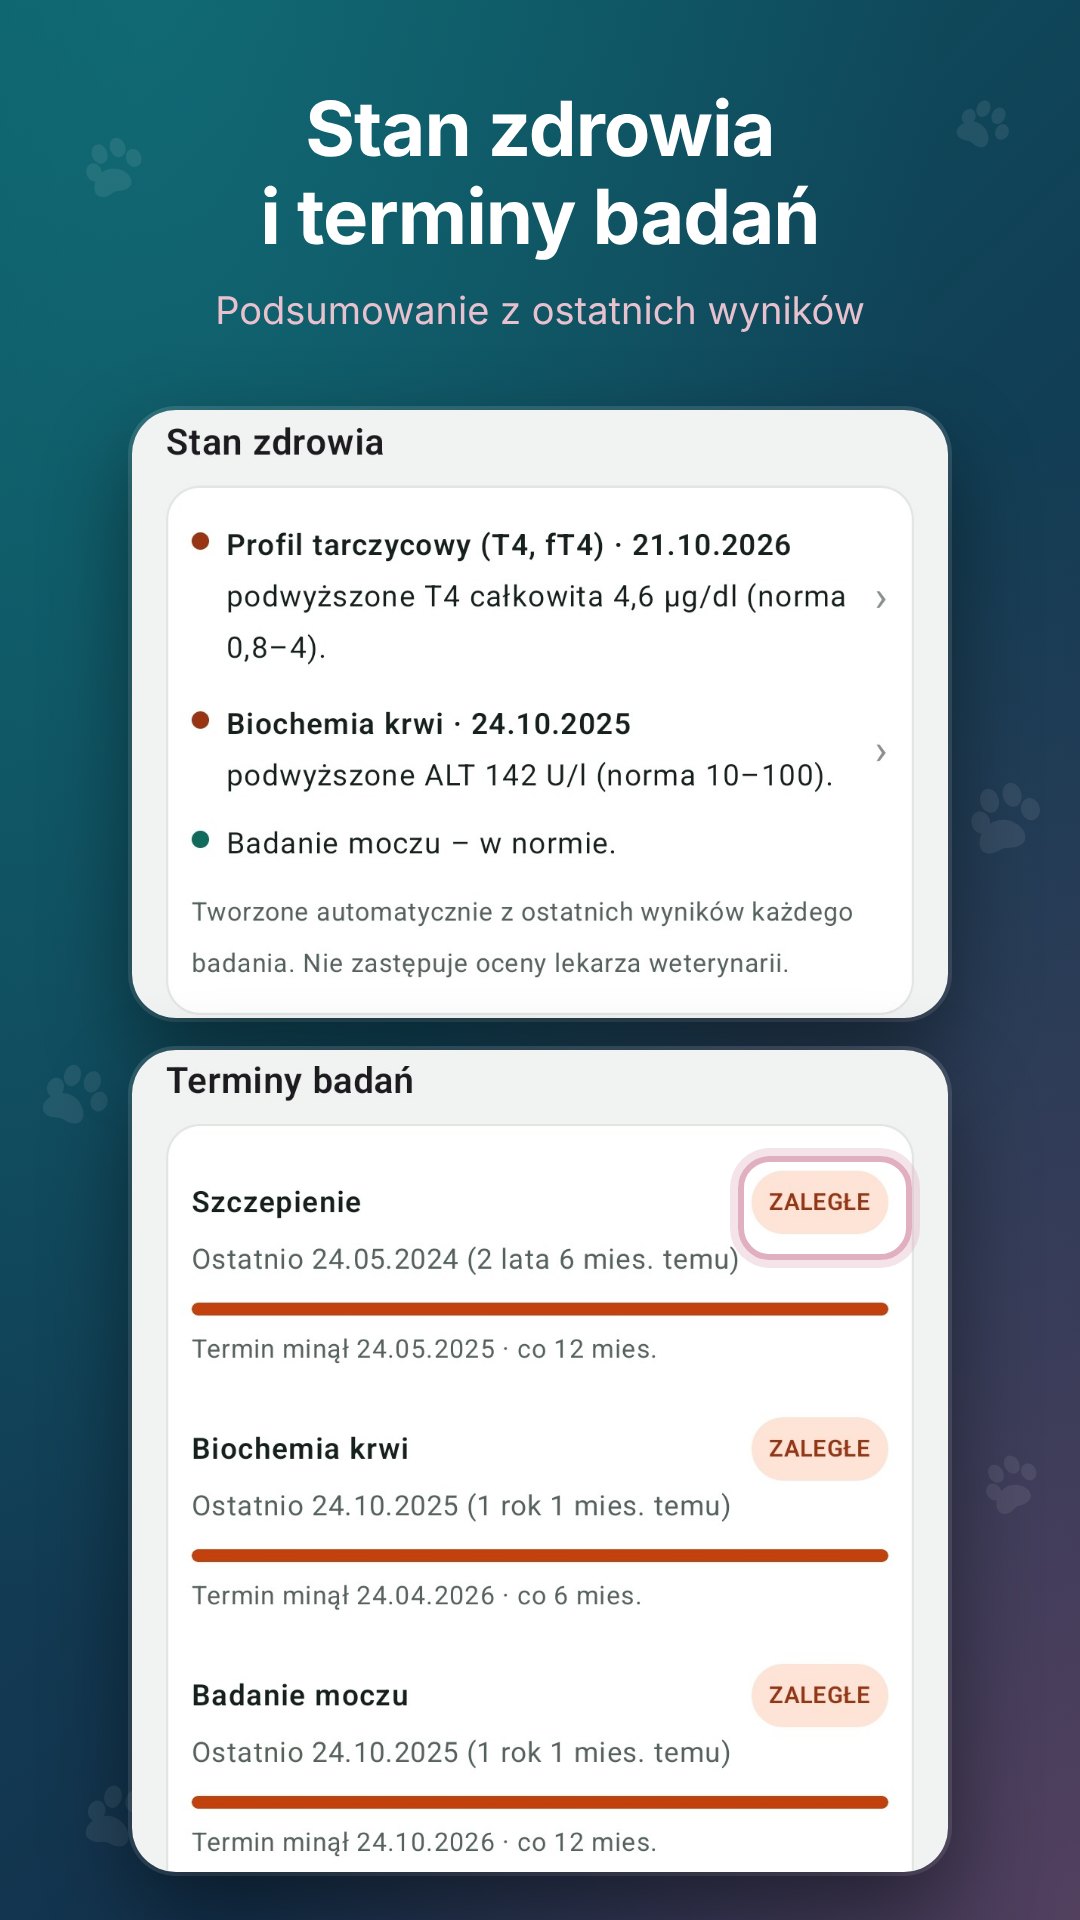 Stan zdrowia
i terminy badań
Podsumowanie z ostatnich wyników
Stan zdrowia
Profil tarczycowy (T4, fT4) · 21.10.2026
podwyższone T4 całkowita 4,6 µg/dl (norma
0,8–4).
Biochemia krwi · 24.10.2025
podwyższone ALT 142 U/l (norma 10–100).
Badanie moczu – w normie.
Tworzone automatycznie z ostatnich wyników każdego
badania. Nie zastępuje oceny lekarza weterynarii.
Terminy badań
Szczepienie
ZALEGŁE
Ostatnio 24.05.2024 (2 lata 6 mies. temu)
Termin minął 24.05.2025 · co 12 mies.
Biochemia krwi
ZALEGŁE
Ostatnio 24.10.2025 (1 rok 1 mies. temu)
Termin minął 24.04.2026 · co 6 mies.
Badanie moczu
ZALEGŁE
Ostatnio 24.10.2025 (1 rok 1 mies. temu)
Termin minął 24.10.2026 · co 12 mies.